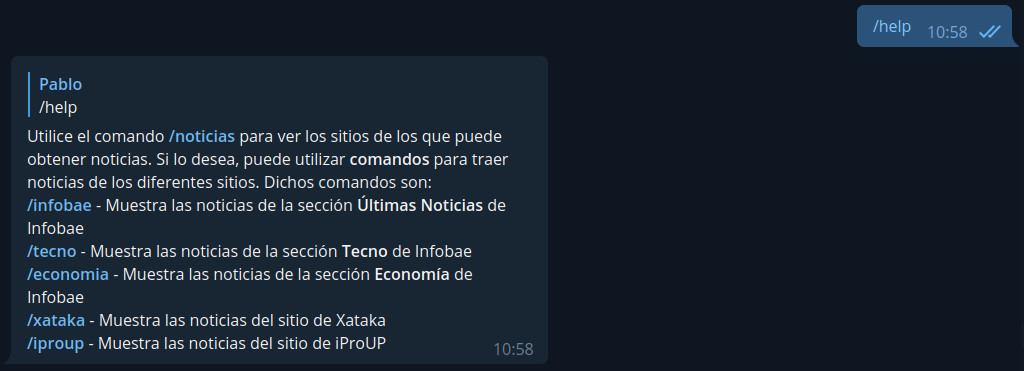 /help 10:58
Pablo
/help
Utilice el comando /noticias para ver los sitios de los que puede
obtener noticias. Si lo desea, puede utilizar comandos para traer
noticias de los diferentes sitios. Dichos comandos son:
/infobae - Muestra las noticias de la sección Últimas Noticias de
Infobae
/tecno - Muestra las noticias de la sección Tecno de Infobae
/economia - Muestra las noticias de la sección Economía de
Infobae
/xataka - Muestra las noticias del sitio de Xataka
/iproup - Muestra las noticias del sitio de iProUP
10:58